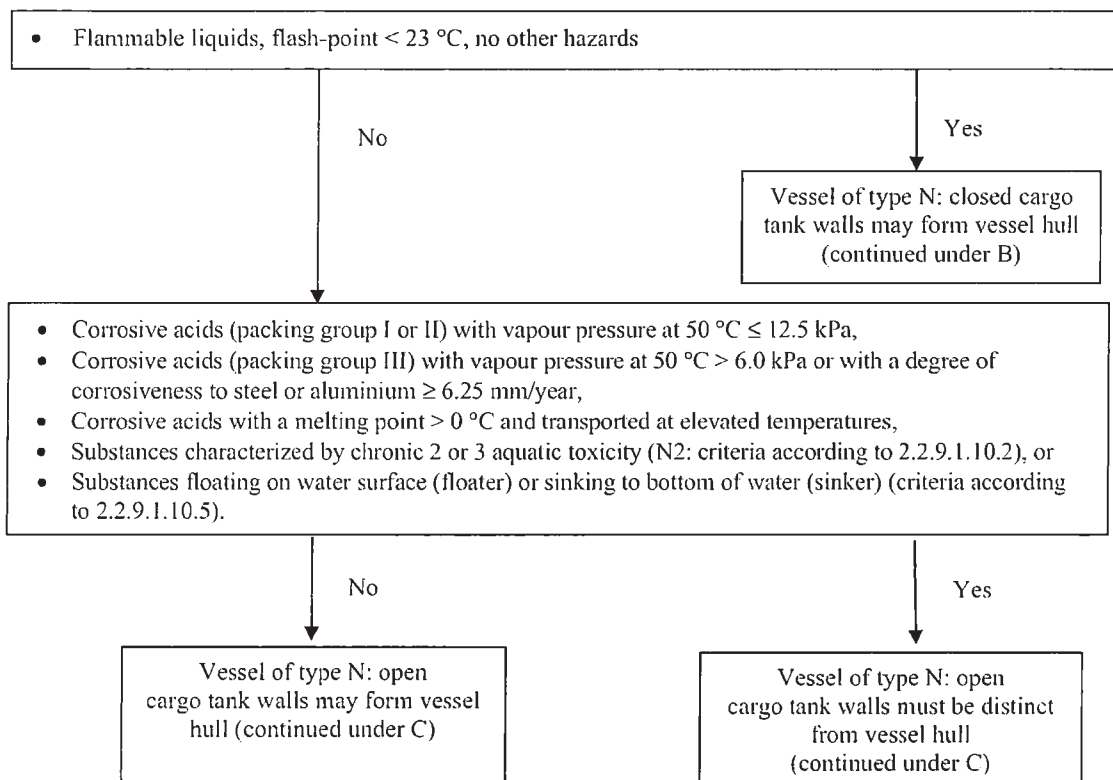 • Flammable liquids, flash-point < 23 °C, no other hazards
No
Yes
Vessel of type N: closed cargo
tank walls may form vessel hull
(continued under B)
• Corrosive acids (packing group I or II) with vapour pressure at 50 °C ≤ 12.5 kPa,
• Corrosive acids (packing group III) with vapour pressure at 50 °C > 6.0 kPa or with a degree of
corrosiveness to steel or aluminium ≥ 6.25 mm/year,
• Corrosive acids with a melting point > 0 °C and transported at elevated temperatures,
• Substances characterized by chronic 2 or 3 aquatic toxicity (N2: criteria according to 2.2.9.1.10.2), or
• Substances floating on water surface (floater) or sinking to bottom of water (sinker) (criteria according
to 2.2.9.1.10.5).
No
Yes
Vessel of type N: open
cargo tank walls may form vessel
hull (continued under C)
Vessel of type N: open
cargo tank walls must be distinct
from vessel hull
(continued under C)